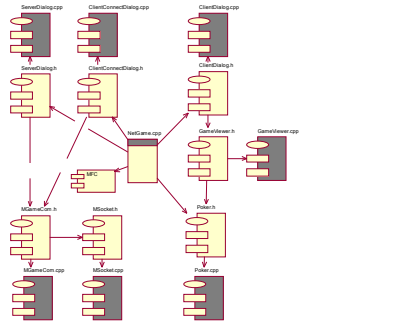 ServerDialog.cpp
ClientConnectDialog.cpp
ClientDialog.cpp
ServerDialog.h
ClientConnectDialog.h
ClientDialog.h
NetGame.cpp
GameViewer.h
GameViewer.cpp
MFC
MGameCom.h
MSocket.h
Poker.h
MGameCom.cpp
MSocket.cpp
Poker.cpp